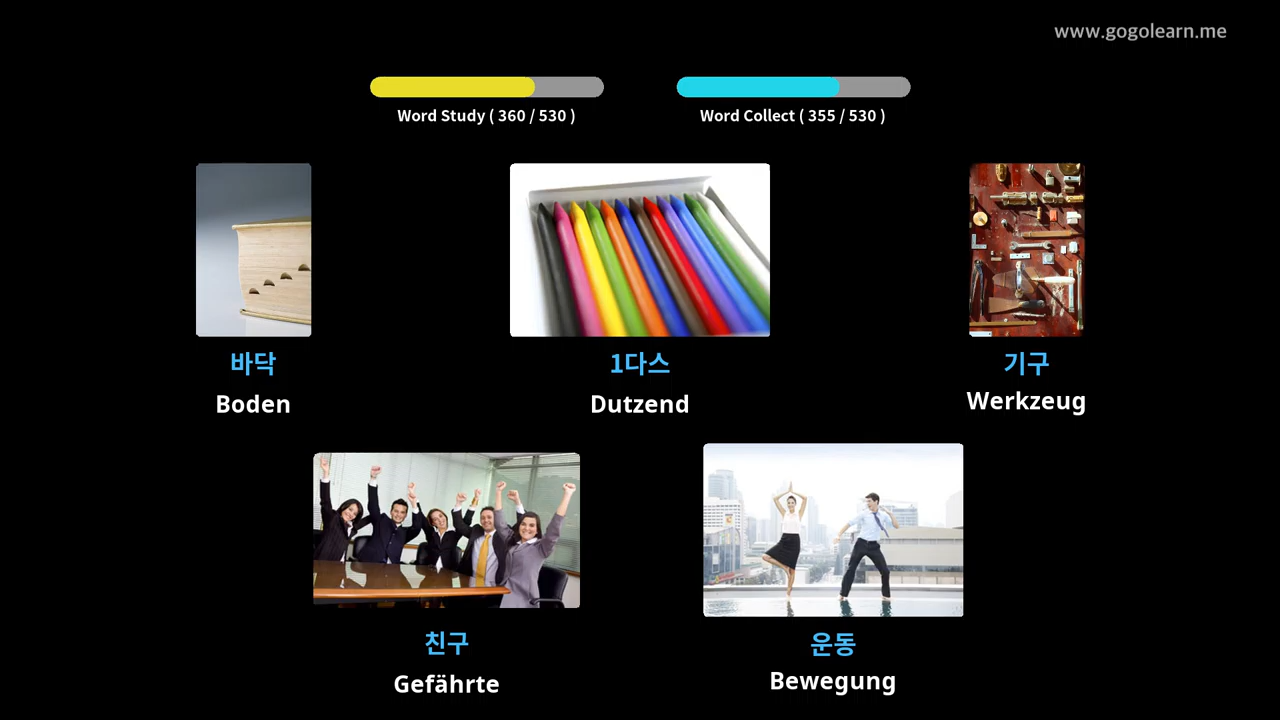 www.gogolearn.me
Word Study ( 360 / 530 )
Word Collect ( 355 / 530 )
바닥
Boden
1다스
Dutzend
기구
Werkzeug
친구
Gefährte
운동
Bewegung